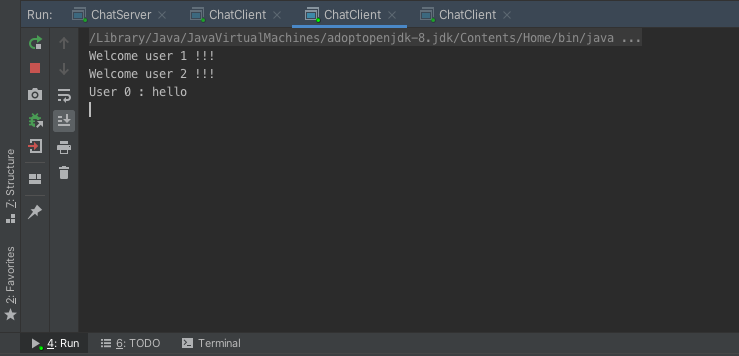 Run: ChatServer ChatClient ChatClient ChatClient
/Library/Java/JavaVirtualMachines/adoptopenjdk-8.jdk/Contents/Home/bin/java ...
Welcome user 1 !!!
Welcome user 2 !!!
User 0 : hello
7: Structure
2: Favorites
4: Run 6: TODO Terminal